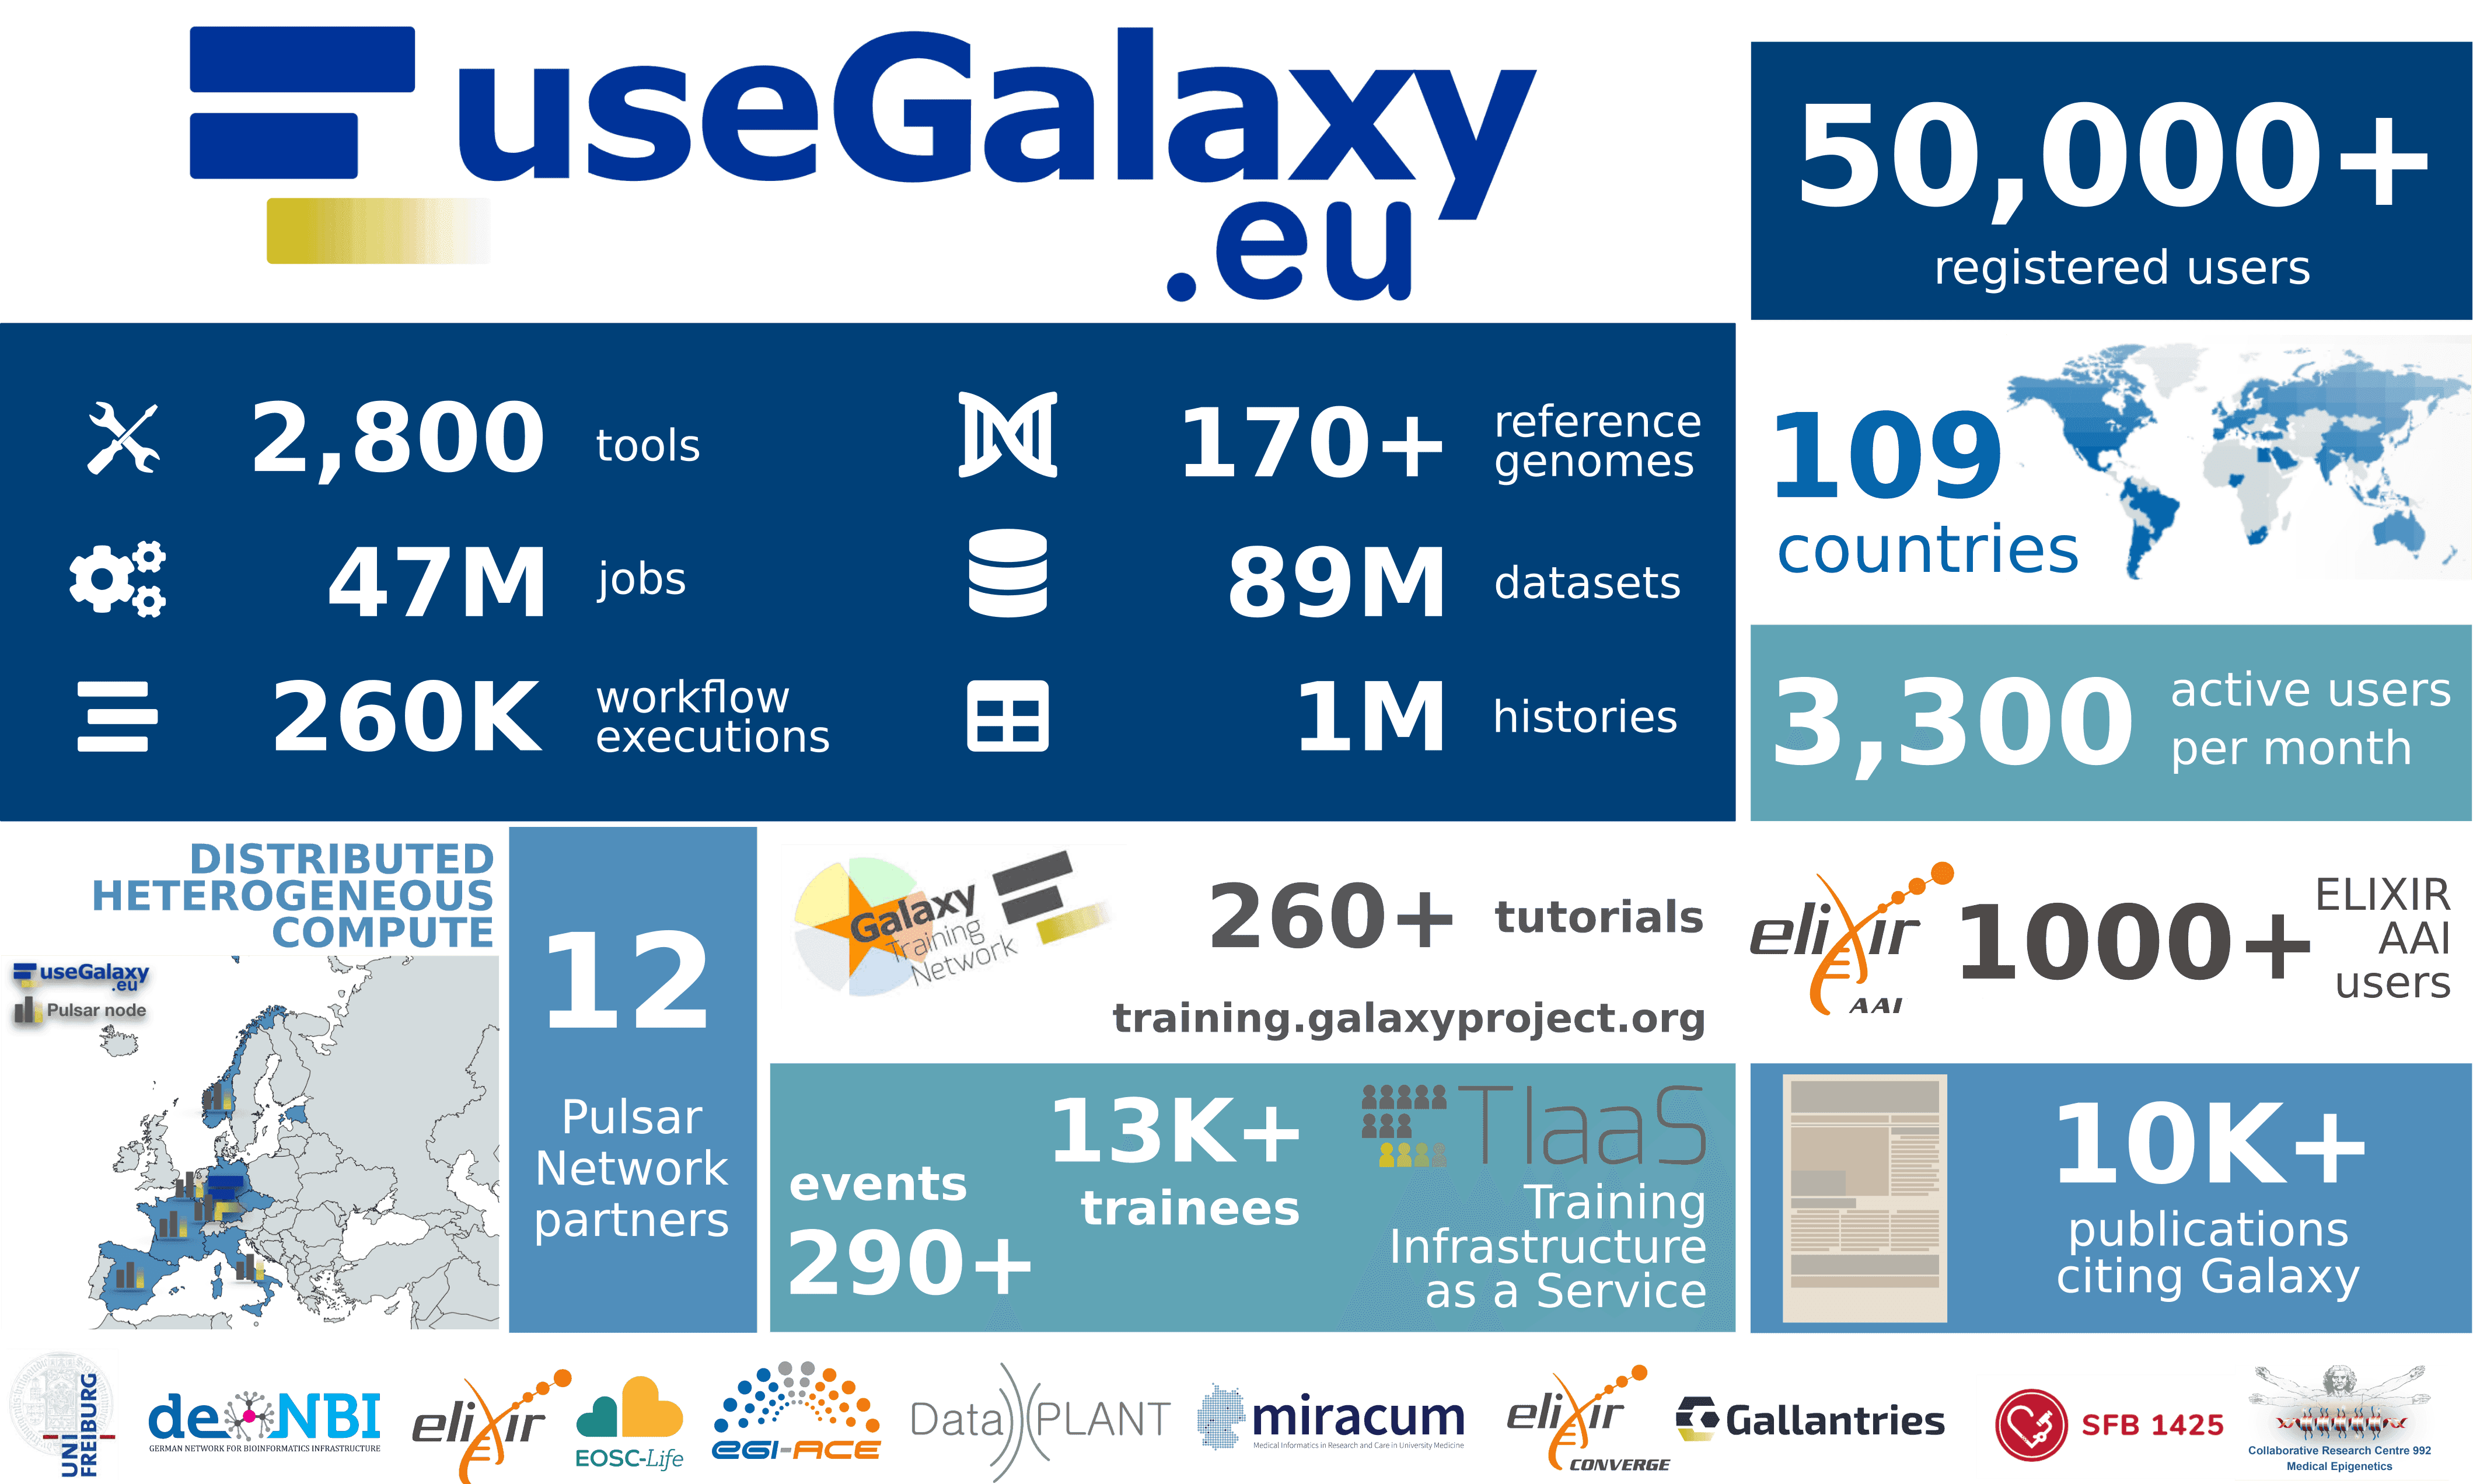 useGalaxy
.eu
50,000+
registered users
2,800 tools
170+ reference
genomes
47M jobs
89M datasets
260K workflow
executions
1M histories
109
countries
3,300 active users
per month
DISTRIBUTED
HETEROGENEOUS
COMPUTE
useGalaxy
.eu
Pulsar node
12
Pulsar
Network
partners
Galaxy
Training
Network
260+ tutorials
training.galaxyproject.org
elixir
AAI
1000+
ELIXIR
AAI
users
events
290+
13K+
trainees
TIaaS
Training
Infrastructure
as a Service
10K+
publications
citing Galaxy
UNI
FREIBURG
de.NBI
GERMAN NETWORK FOR BIOINFORMATICS INFRASTRUCTURE
elixir
EOSC-Life
EGI-ACE
Data PLANT
miracum
Medical Informatics in Research and Care in University Medicine
elixir
CONVERGE
Gallantries
SFB 1425
Collaborative Research Centre 992
Medical Epigenetics